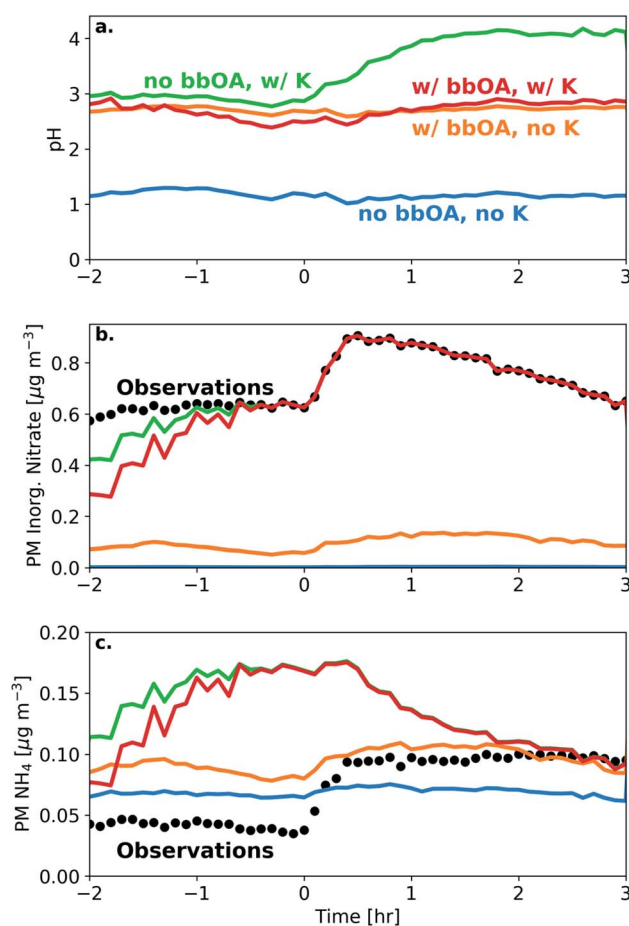 a.
4
3
2
1
0
pH
no bbOA, w/ K
w/ bbOA, w/ K
w/ bbOA, no K
no bbOA, no K
−2 −1 0 1 2 3
b.
0.8
0.6
0.4
0.2
0.0
PM Inorg. Nitrate [μg m⁻³]
Observations
−2 −1 0 1 2 3
c.
0.20
0.15
0.10
0.05
0.00
PM NH₄ [μg m⁻³]
Observations
−2 −1 0 1 2 3
Time [hr]